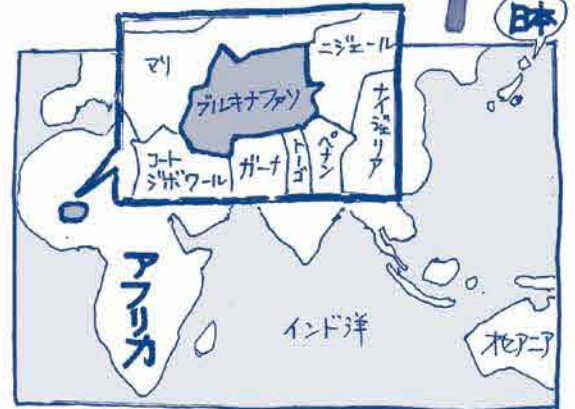 日本
マリ
ニジェール
ブルキナファソ
ナイジェリア
コート
ジボワール
ガーナ
トーゴ
ベナン
アフリカ
インド洋
オセアニア